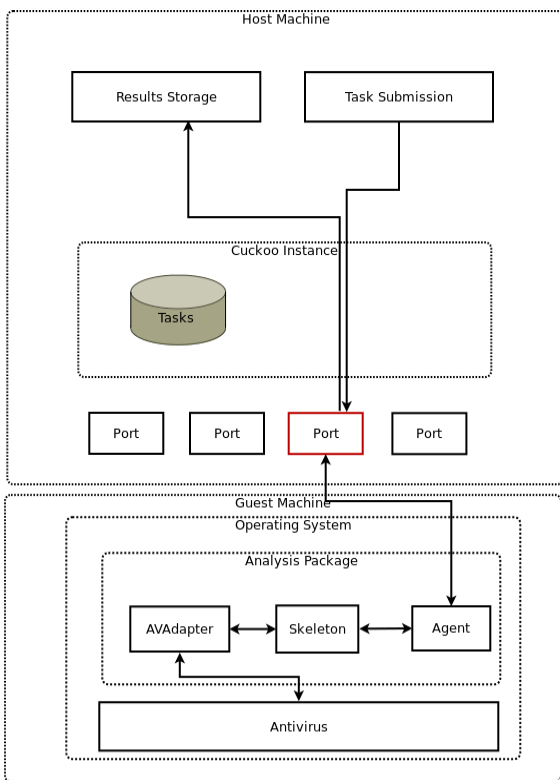 Host Machine
Results Storage
Task Submission
Cuckoo Instance
Tasks
Port
Port
Port
Port
Guest Machine
Operating System
Analysis Package
AVAdapter
Skeleton
Agent
Antivirus